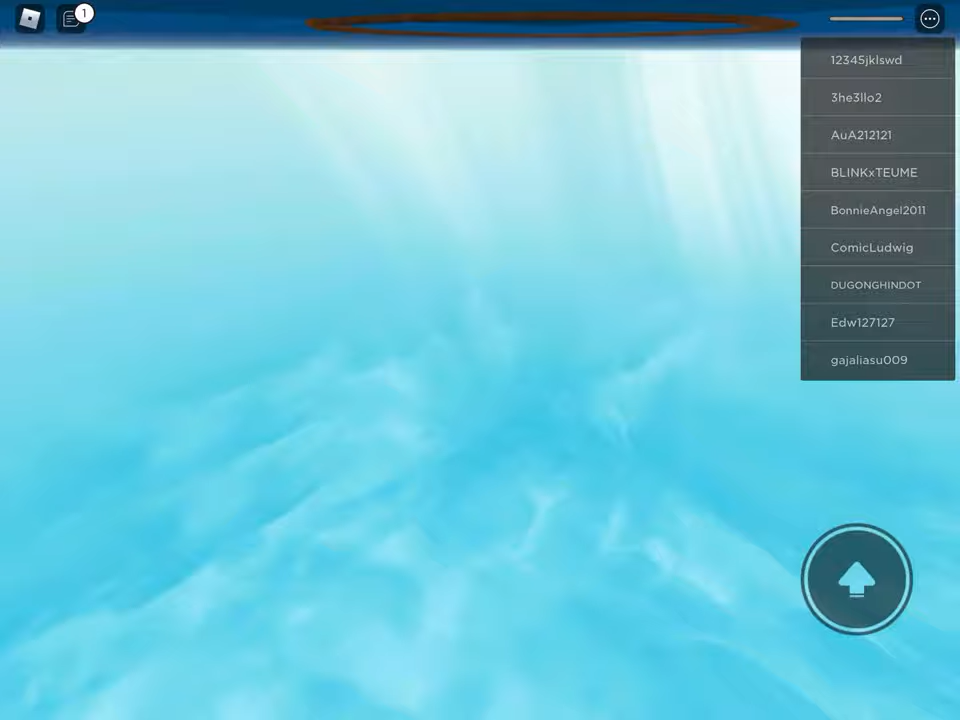 1
12345jklswd
3he3llo2
AuA212121
BLINKxTEUME
BonnieAngel2011
ComicLudwig
DUGONGHINDOT
Edw127127
gajaliasu009